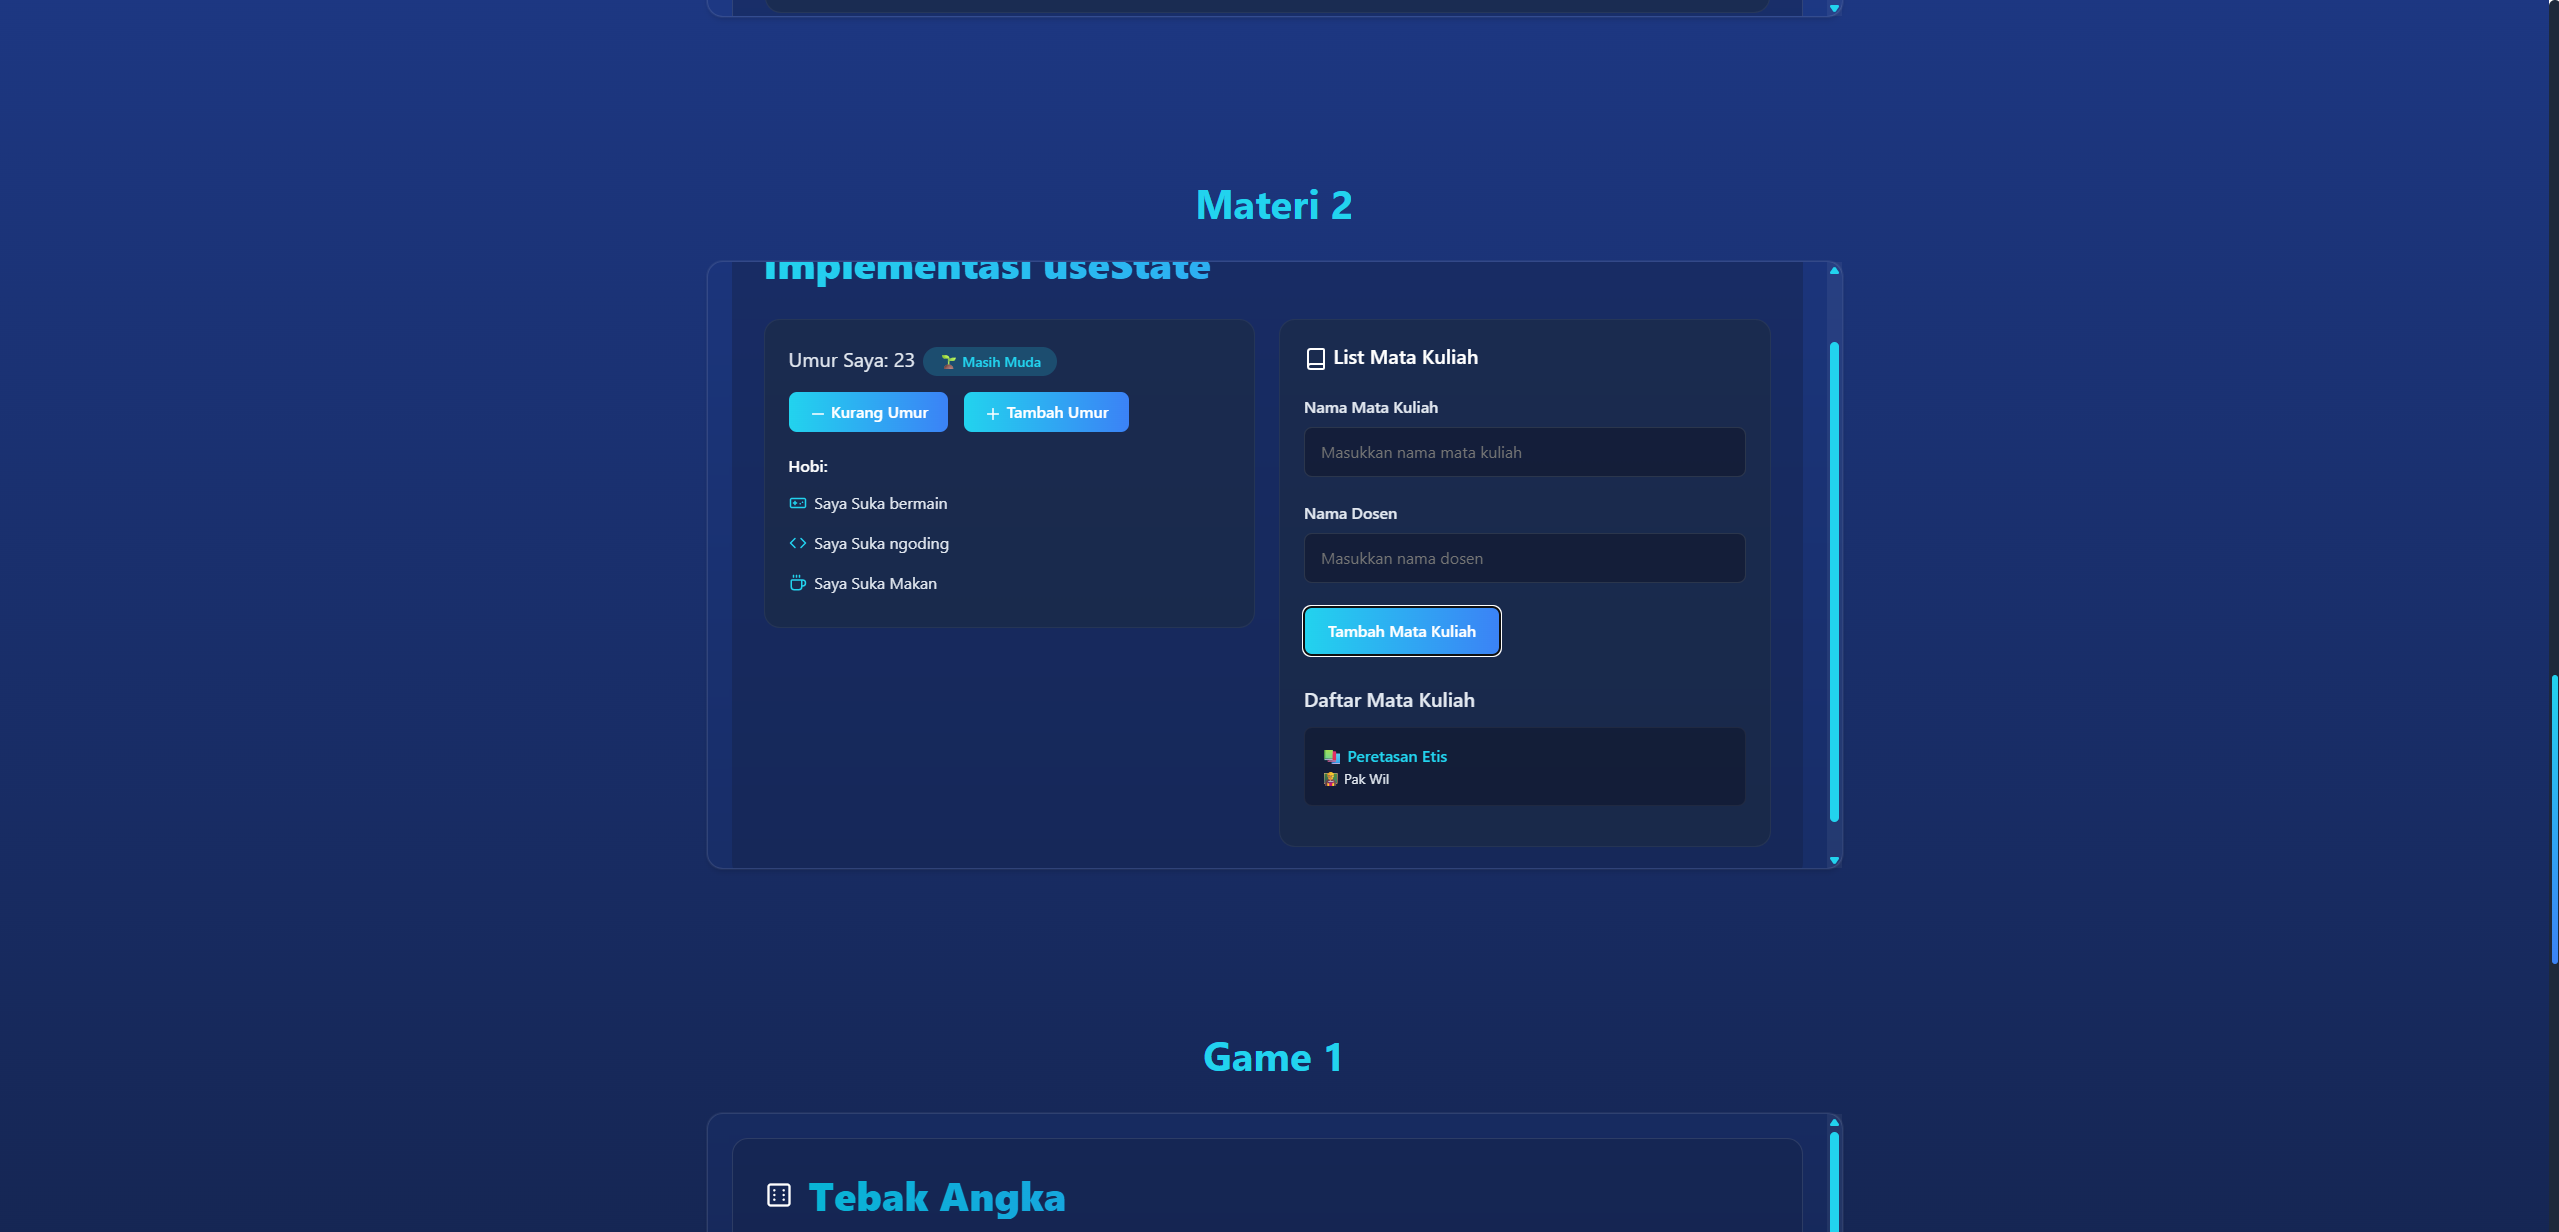 Materi 2
Implementasi useState
Umur Saya: 23
Masih Muda
Kurang Umur
Tambah Umur
Hobi:
Saya Suka bermain
Saya Suka ngoding
Saya Suka Makan
List Mata Kuliah
Nama Mata Kuliah
Masukkan nama mata kuliah
Nama Dosen
Masukkan nama dosen
Tambah Mata Kuliah
Daftar Mata Kuliah
Peretasan Etis
Pak Wil
Game 1
Tebak Angka